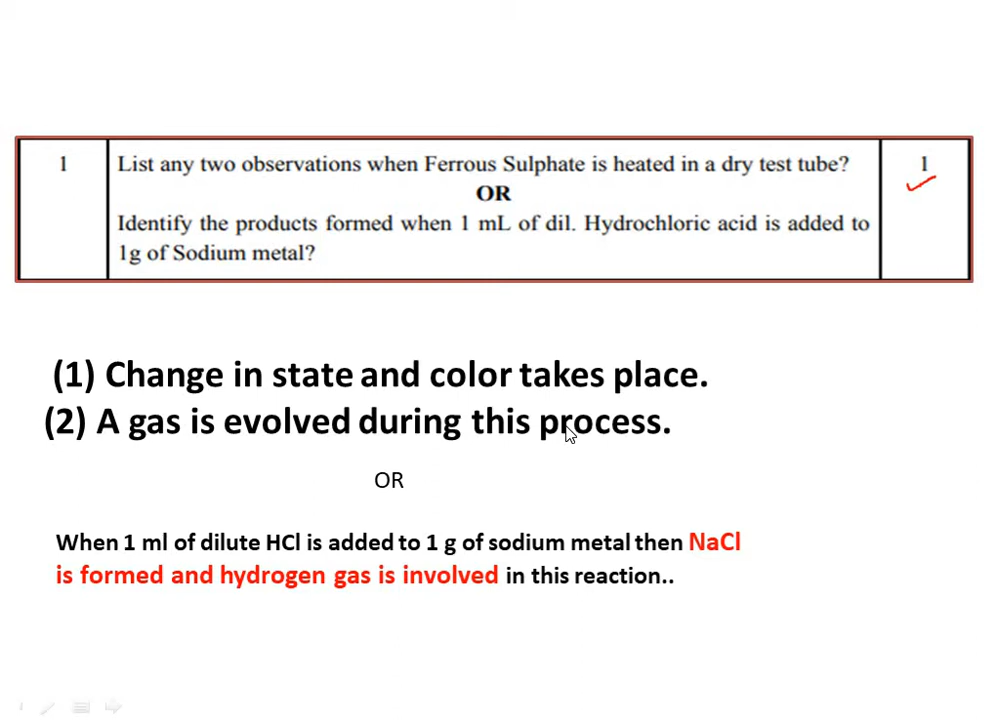 1 List any two observations when Ferrous Sulphate is heated in a dry test tube? 1
OR
Identify the products formed when 1 mL of dil. Hydrochloric acid is added to
1g of Sodium metal?
(1) Change in state and color takes place.
(2) A gas is evolved during this process.
OR
When 1 ml of dilute HCl is added to 1 g of sodium metal then NaCl
is formed and hydrogen gas is involved in this reaction..